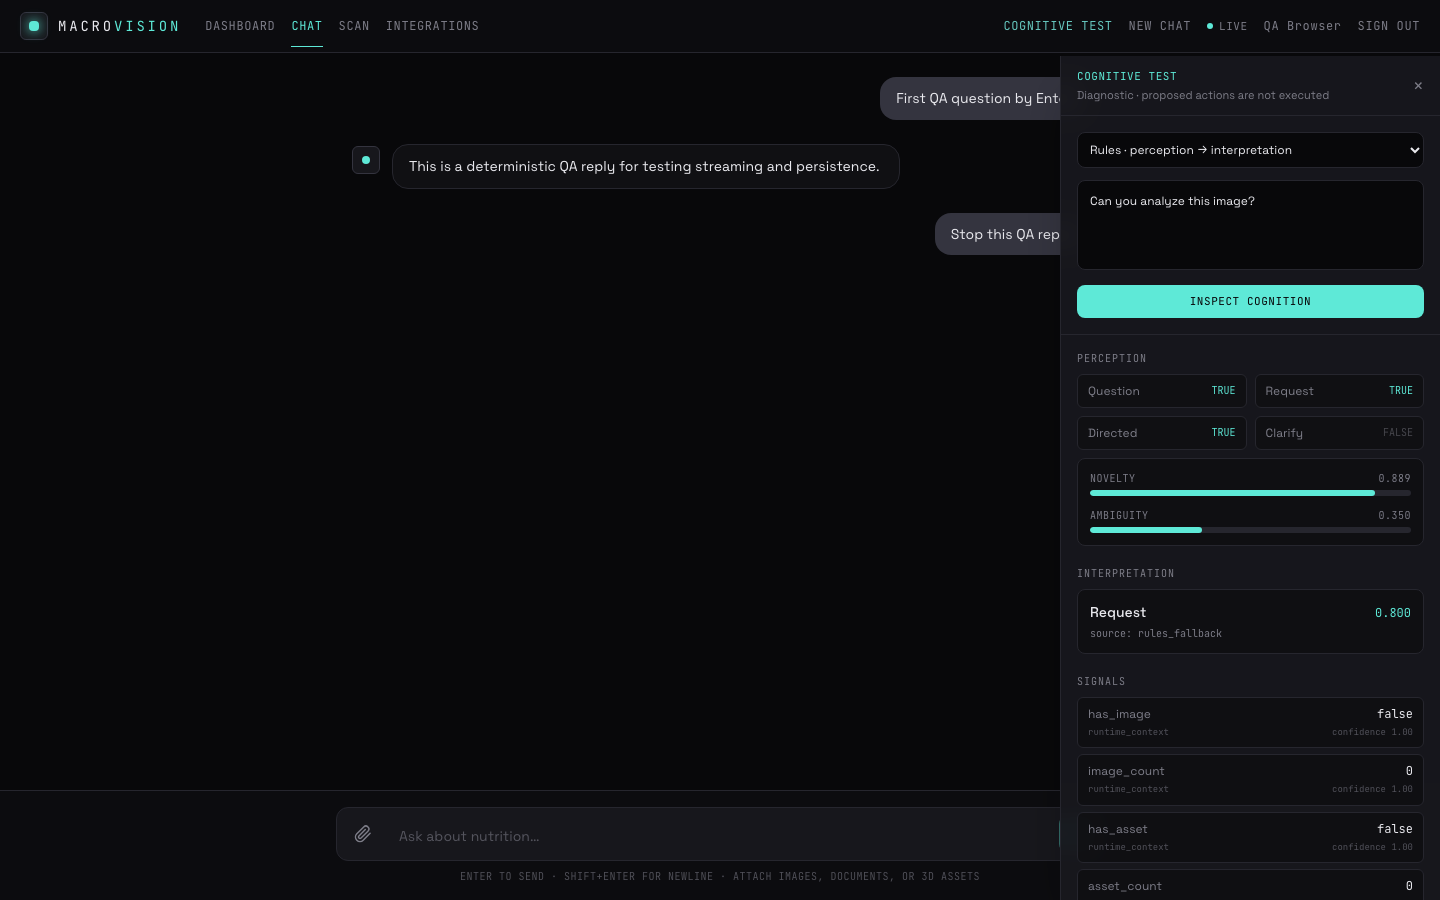 MACROVISION DASHBOARD CHAT SCAN INTEGRATIONS COGNITIVE TEST NEW CHAT LIVE QA Browser SIGN OUT
First QA question by
This is a deterministic QA reply for testing streaming and persistence.
Stop this QA
Ask about nutrition...
ENTER TO SEND · SHIFT+ENTER FOR NEWLINE · ATTACH IMAGES, DOCUMENTS, OR 3D ASSETS
COGNITIVE TEST
Diagnostic · proposed actions are not executed
×
Rules · perception → interpretation
Can you analyze this image?
INSPECT COGNITION
PERCEPTION
Question TRUE Request TRUE
Directed TRUE Clarify FALSE
NOVELTY 0.889
AMBIGUITY 0.350
INTERPRETATION
Request 0.800
source: rules_fallback
SIGNALS
has_image false
runtime_context confidence 1.00
image_count 0
runtime_context confidence 1.00
has_asset false
runtime_context confidence 1.00
asset_count 0